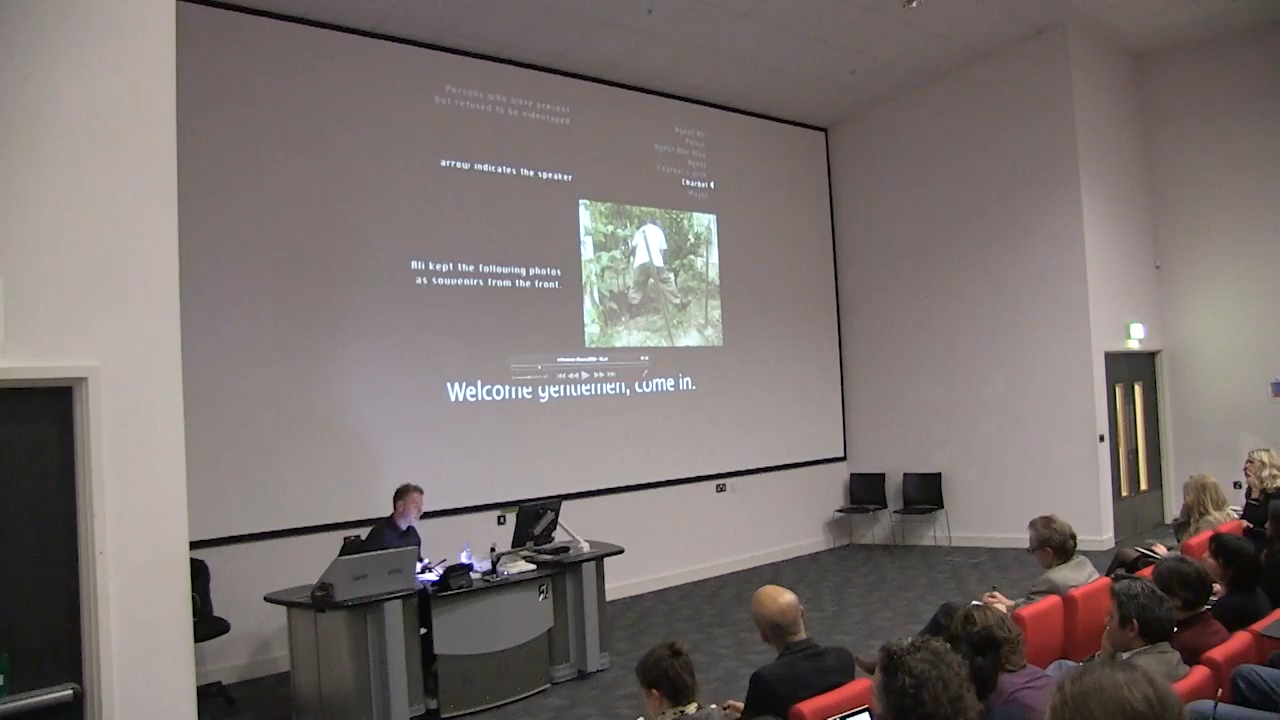 Persons who were present
but refused to be videotaped
Police
arrow indicates the speaker
Charbel
Ali kept the following photos
as souvenirs from the front.
Welcome gentlemen, come in.